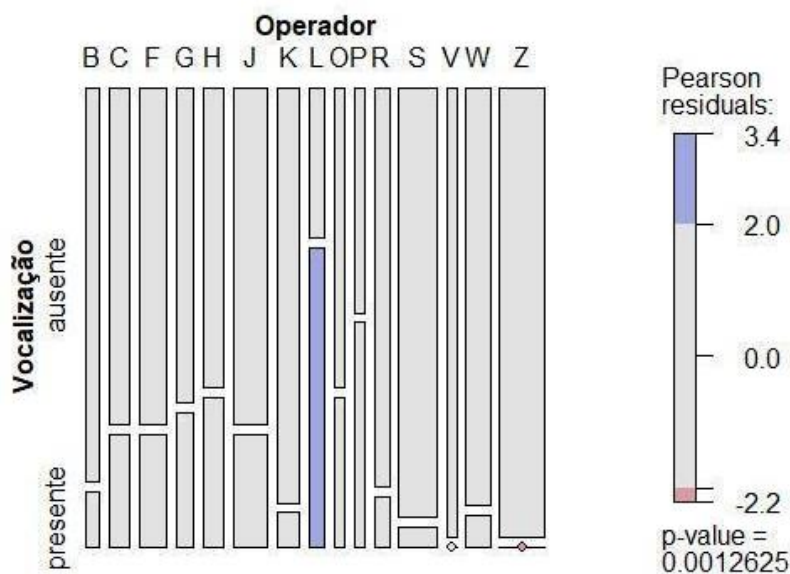 Operador
B C F G H J K L O P R S V W Z
Vocalização
ausente
presente
Pearson
residuals:
3.4
2.0
0.0
-2.2
p-value =
0.0012625